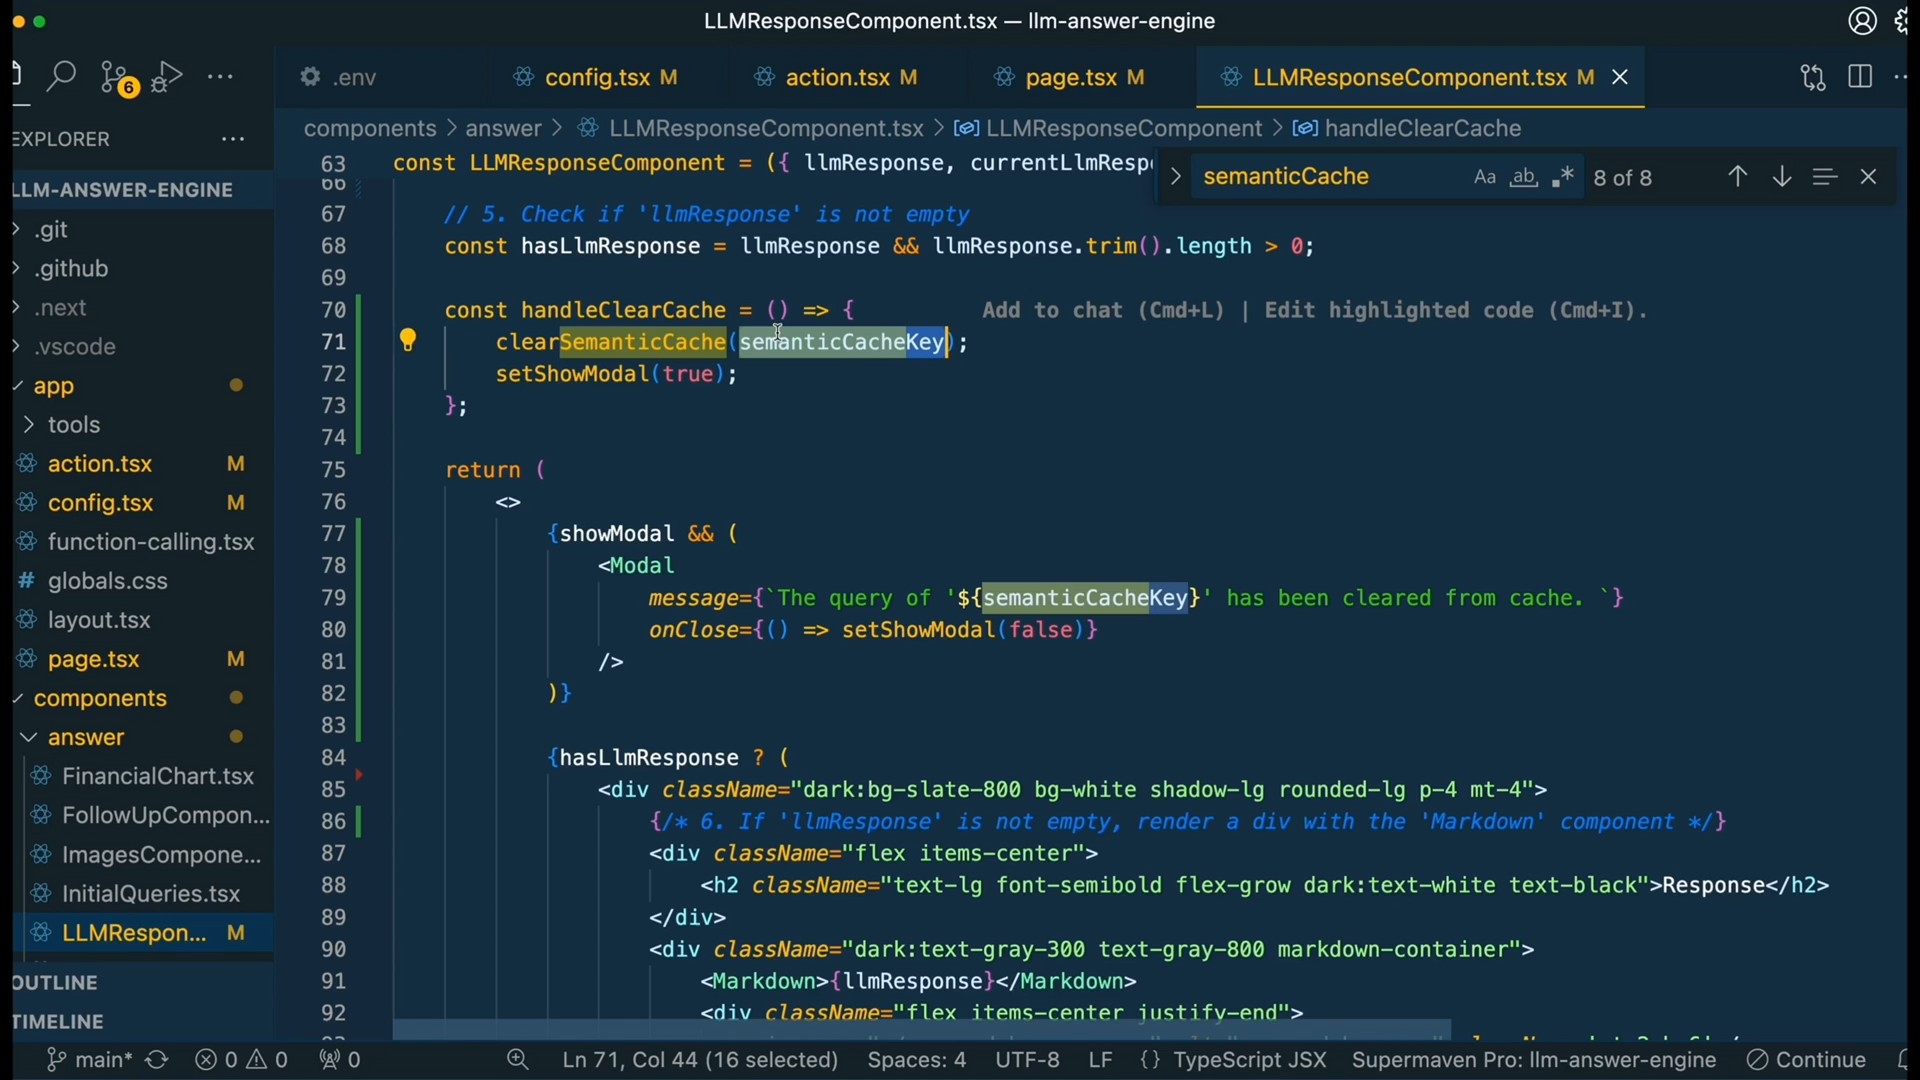 LLMResponseComponent.tsx — llm-answer-engine
6
.env
config.tsx M
action.tsx M
page.tsx M
LLMResponseComponent.tsx M
EXPLORER
components > answer > LLMResponseComponent.tsx > LLMResponseComponent > handleClearCache
LLM-ANSWER-ENGINE
.git
.github
.next
.vscode
app
tools
action.tsx M
config.tsx M
function-calling.tsx
# globals.css
layout.tsx
page.tsx M
components
answer
FinancialChart.tsx
FollowUpCompon...
ImagesCompone...
InitialQueries.tsx
LLMRespon... M
OUTLINE
TIMELINE
semanticCache Aa ab 8 of 8
63 const LLMResponseComponent = ({ llmResponse, currentLlmRespo
66
67 // 5. Check if 'llmResponse' is not empty
68 const hasLlmResponse = llmResponse && llmResponse.trim().length > 0;
69
70 const handleClearCache = () => { Add to chat (Cmd+L) | Edit highlighted code (Cmd+I).
71 clearSemanticCache(semanticCacheKey);
72 setShowModal(true);
73 };
74
75 return (
76 <>
77 {showModal && (
78 <Modal
79 message={`The query of '${semanticCacheKey}' has been cleared from cache. `}
80 onClose={() => setShowModal(false)}
81 />
82 )}
83
84 {hasLlmResponse ? (
85 <div className="dark:bg-slate-800 bg-white shadow-lg rounded-lg p-4 mt-4">
86 {/* 6. If 'llmResponse' is not empty, render a div with the 'Markdown' component */}
87 <div className="flex items-center">
88 <h2 className="text-lg font-semibold flex-grow dark:text-white text-black">Response</h2>
89 </div>
90 <div className="dark:text-gray-300 text-gray-800 markdown-container">
91 <Markdown>{llmResponse}</Markdown>
92 <div className="flex items-center justify-end">
main* 0 0 0 Ln 71, Col 44 (16 selected) Spaces: 4 UTF-8 LF {} TypeScript JSX Supermaven Pro: llm-answer-engine Continue